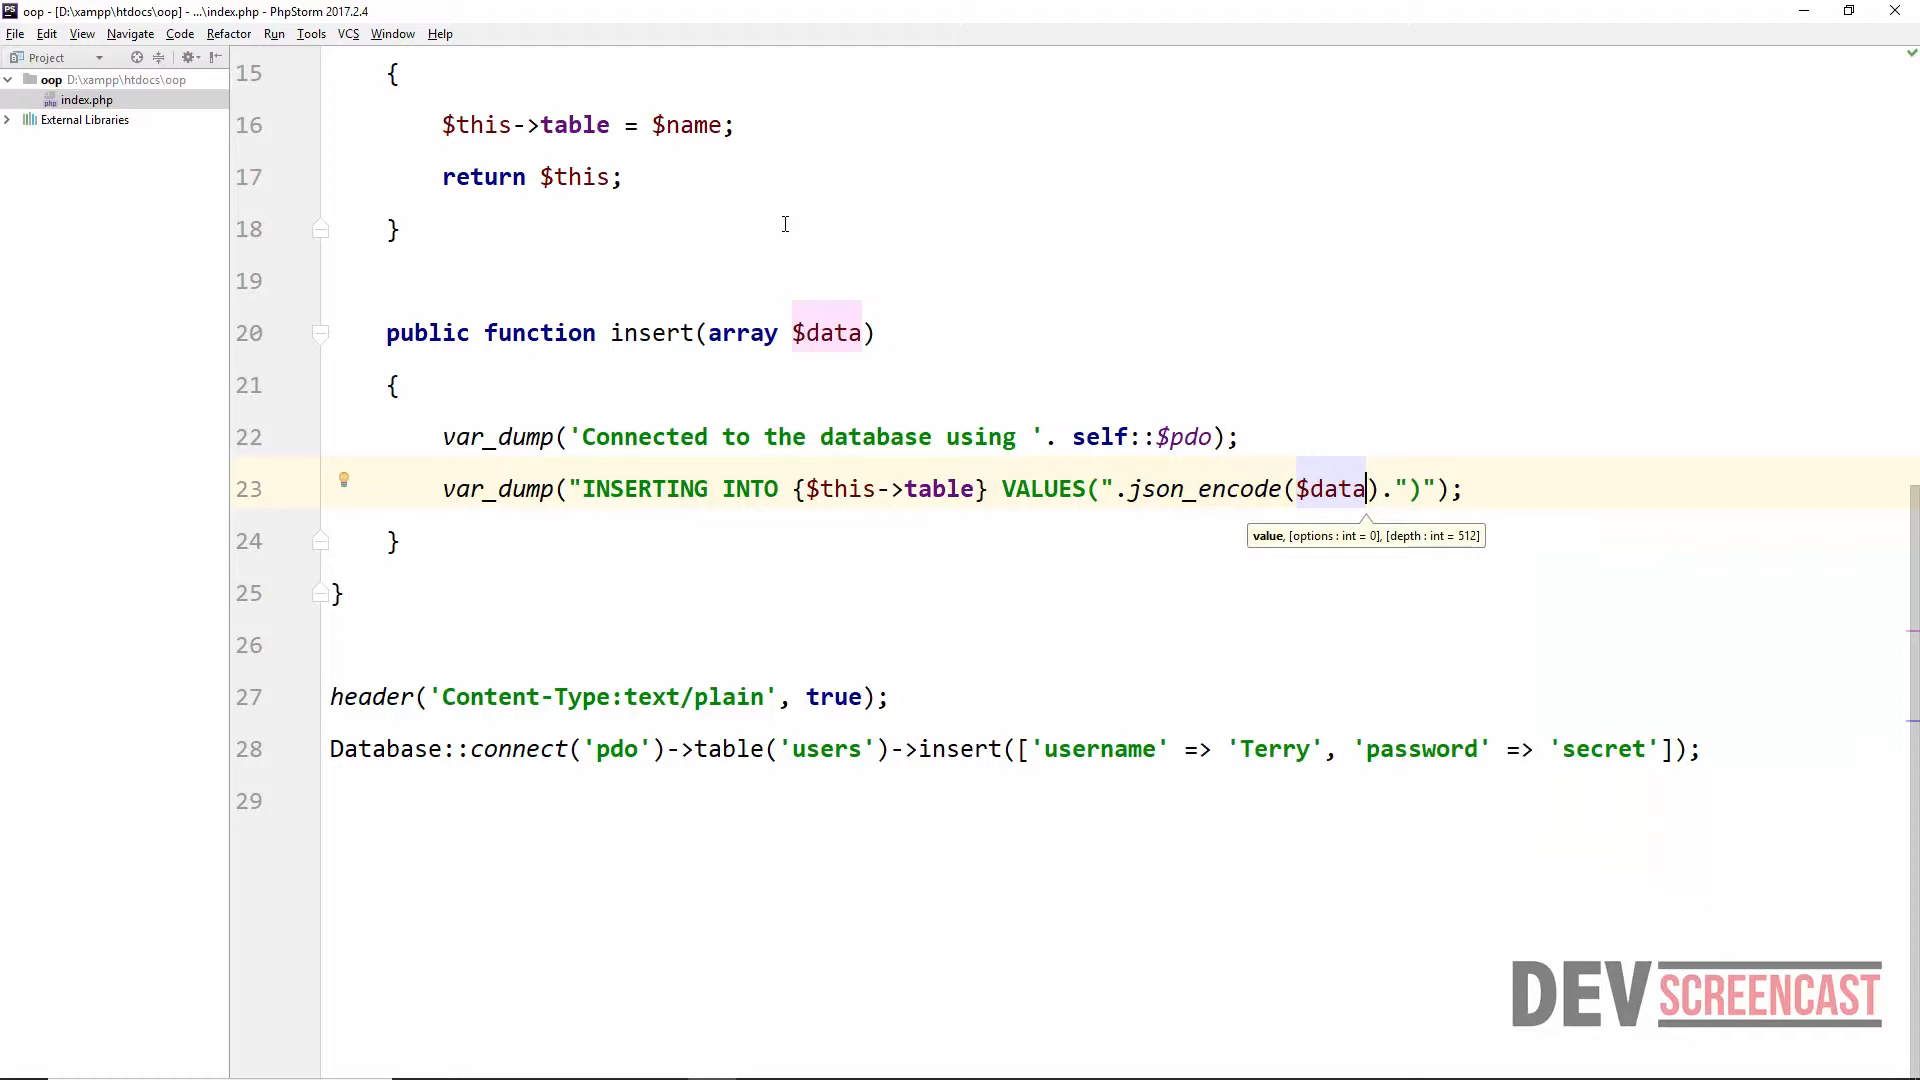 oop - [D:\xampp\htdocs\oop] - ...\index.php - PhpStorm 2017.2.4
File Edit View Navigate Code Refactor Run Tools VCS Window Help
Project
oop D:\xampp\htdocs\oop
index.php
External Libraries
15 {
16 $this->table = $name;
17 return $this;
18 }
19
20 public function insert(array $data)
21 {
22 var_dump('Connected to the database using '. self::$pdo);
23 var_dump("INSERTING INTO {$this->table} VALUES(".json_encode($data).")");
value, [options : int = 0], [depth : int = 512]
24 }
25 }
26
27 header('Content-Type:text/plain', true);
28 Database::connect('pdo')->table('users')->insert(['username' => 'Terry', 'password' => 'secret']);
29
DEV SCREENCAST